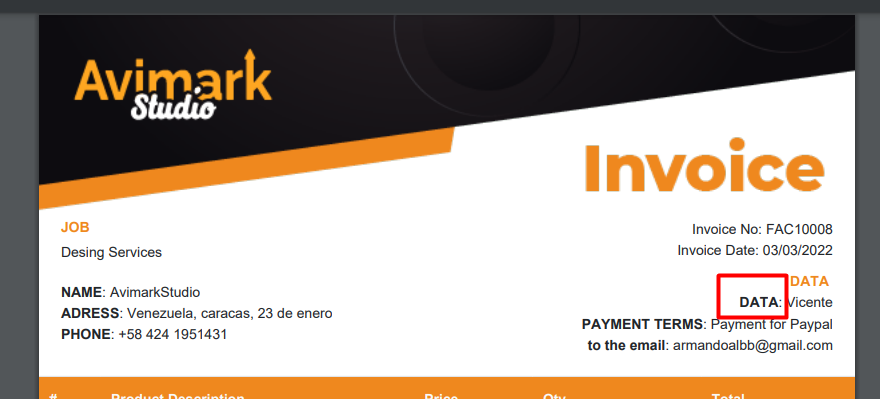 Avimark
Studio
Invoice
JOB
Desing Services
NAME: AvimarkStudio
ADRESS: Venezuela, caracas, 23 de enero
PHONE: +58 424 1951431
Invoice No: FAC10008
Invoice Date: 03/03/2022
DATA
DATA: Vicente
PAYMENT TERMS: Payment for Paypal
to the email: armandoalbb@gmail.com
# Product Description Price Qty Total